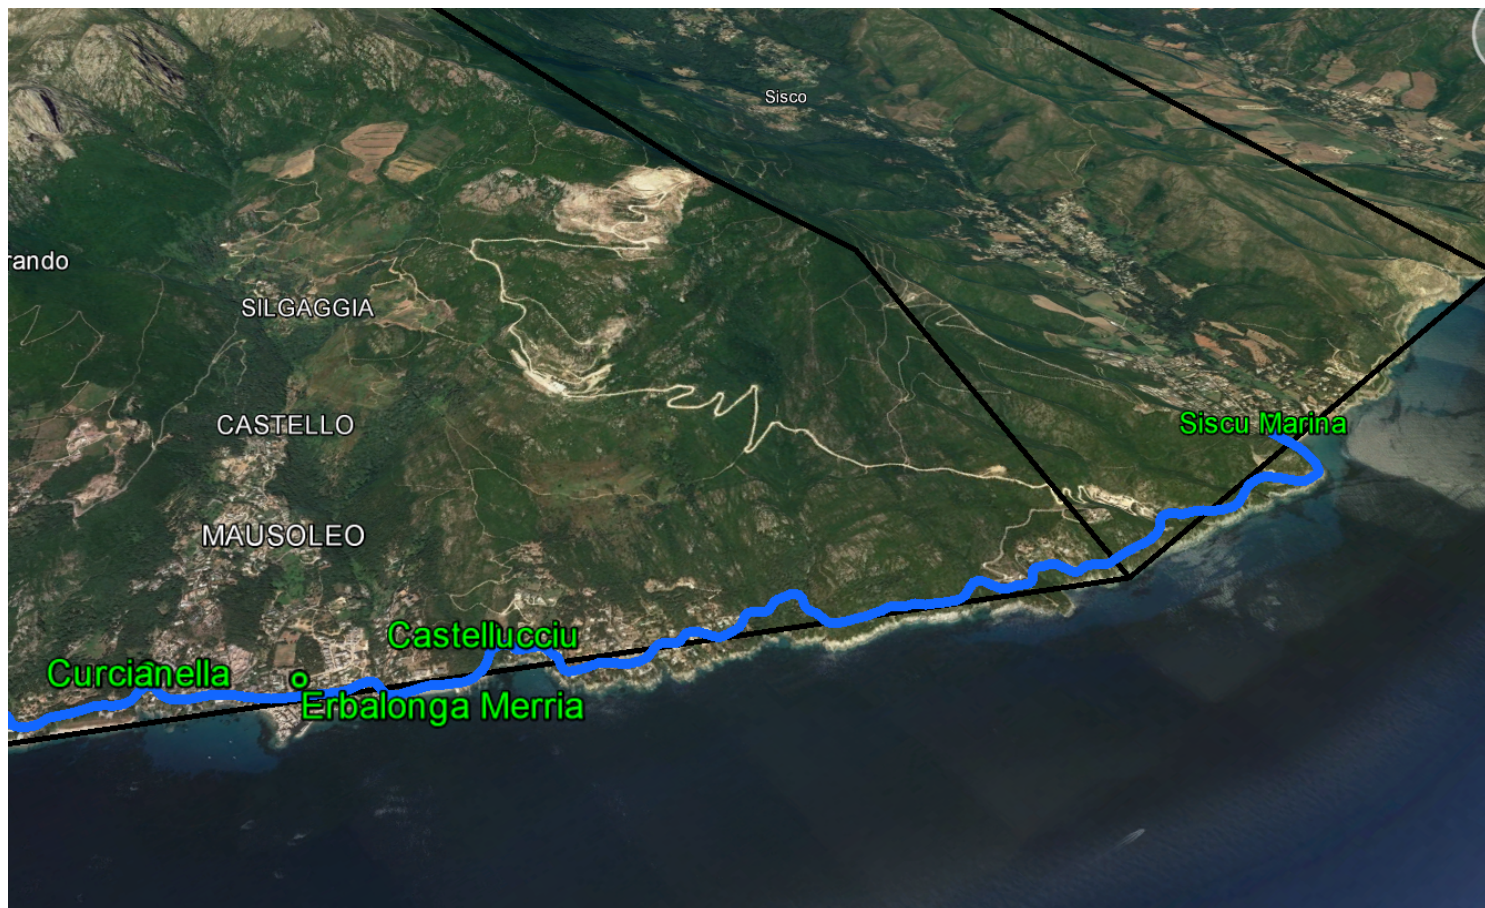 Sisco
rando
SILGAGGIA
CASTELLO
Siscu Marina
MAUSOLEO
Castellucciu
Curcianella
Erbalonga Merria